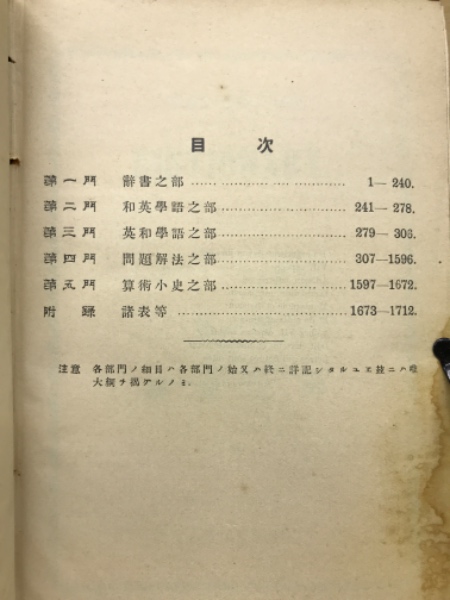 目次
第一門 辭書之部 …………………………… 1—240.
第二門 和英學語之部 …………………………… 241—278.
第三門 英和學語之部 …………………………… 279—306.
第四門 問題解法之部 …………………………… 307—1596.
第五門 算術小史之部 …………………………… 1597—1672.
附錄 諸表等 …………………………… 1673—1712.
注意 各部門ノ細目ハ各部門ノ始又ハ終ニ詳記シタルユエ玆ニハ唯
大綱ヲ揭グルノミ.